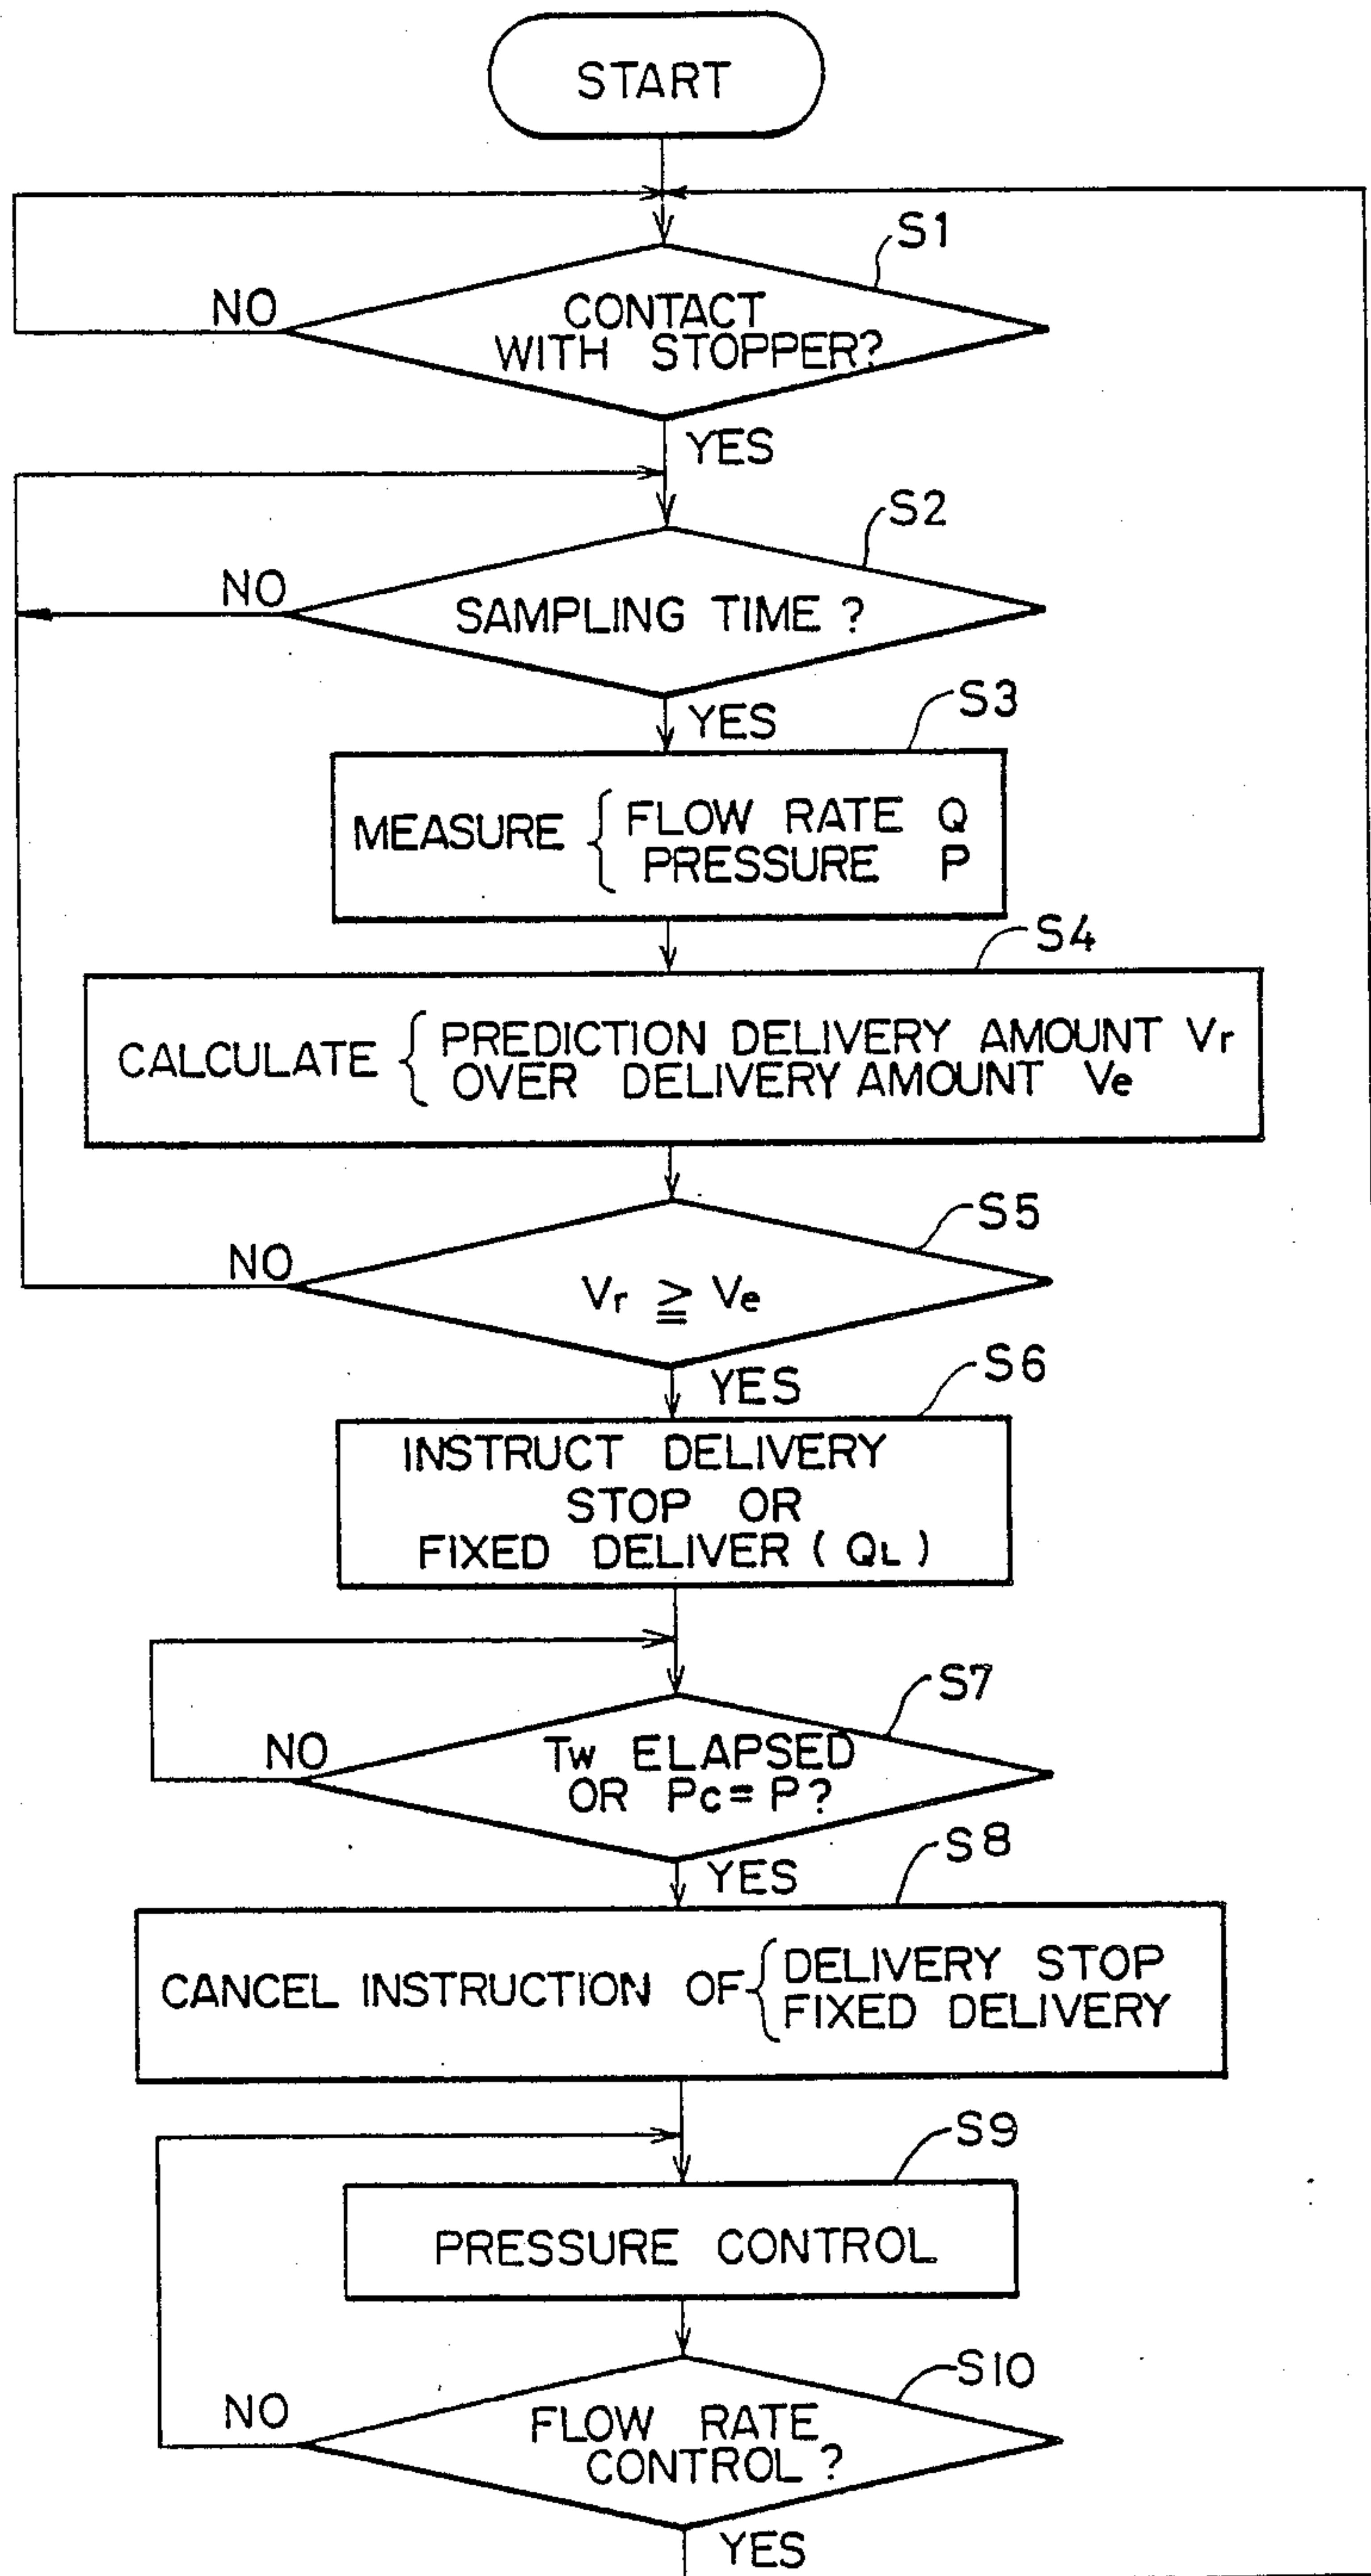 START
S1
NO
CONTACT
WITH STOPPER?
YES
S2
NO
SAMPLING TIME ?
YES
S3
MEASURE { FLOW RATE Q
PRESSURE P
S4
CALCULATE { PREDICTION DELIVERY AMOUNT Vr
OVER DELIVERY AMOUNT Ve
S5
NO
Vr ≧ Ve
YES
S6
INSTRUCT DELIVERY
STOP OR
FIXED DELIVER ( QL )
S7
NO
Tw ELAPSED
OR Pc = P?
YES
S8
CANCEL INSTRUCTION OF { DELIVERY STOP
FIXED DELIVERY
S9
PRESSURE CONTROL
S10
NO
FLOW RATE
CONTROL ?
YES